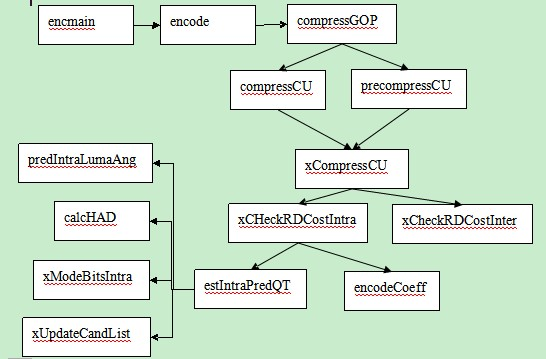 encmain
encode
compressGOP
compressCU
precompressCU
xCompressCU
predIntraLumaAng
calcHAD
xCHeckRDCostIntra
xCheckRDCostInter
xModeBitsIntra
estIntraPredQT
encodeCoeff
xUpdateCandList